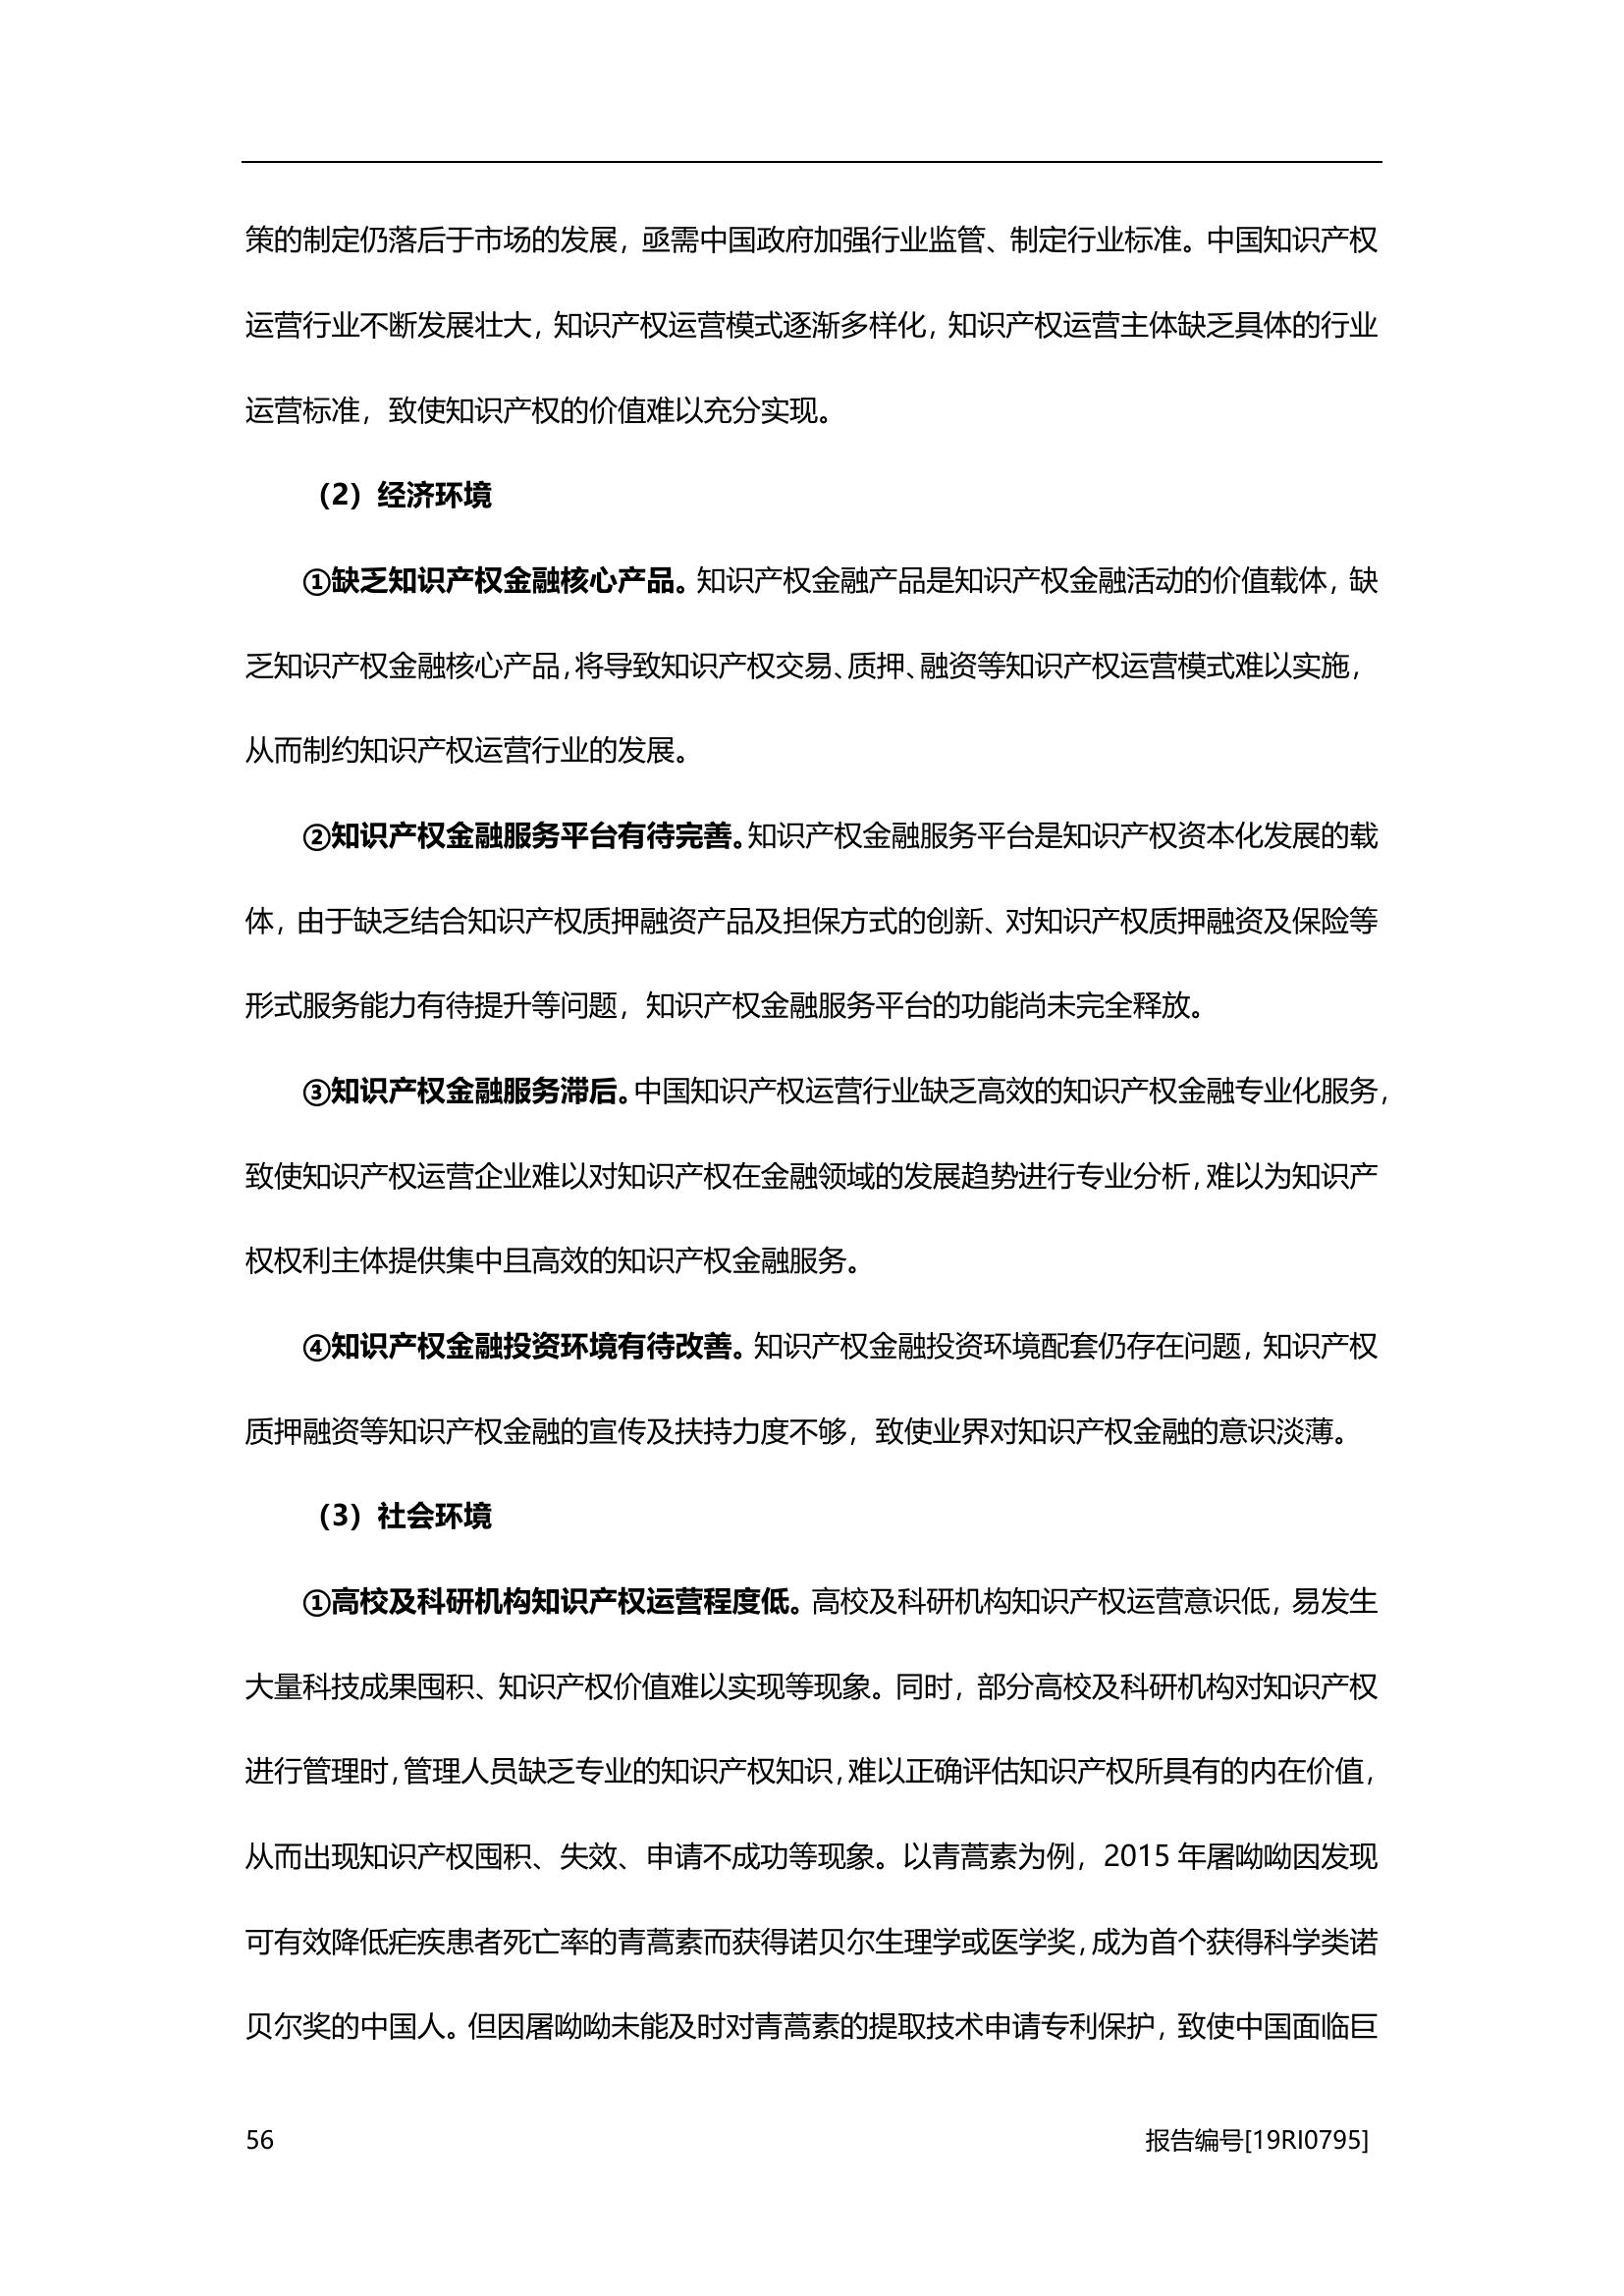 策的制定仍落后于市场的发展，亟需中国政府加强行业监管、制定行业标准。中国知识产权
运营行业不断发展壮大，知识产权运营模式逐渐多样化，知识产权运营主体缺乏具体的行业
运营标准，致使知识产权的价值难以充分实现。
（2）经济环境
①缺乏知识产权金融核心产品。知识产权金融产品是知识产权金融活动的价值载体，缺
乏知识产权金融核心产品，将导致知识产权交易、质押、融资等知识产权运营模式难以实施，
从而制约知识产权运营行业的发展。
②知识产权金融服务平台有待完善。知识产权金融服务平台是知识产权资本化发展的载
体，由于缺乏结合知识产权质押融资产品及担保方式的创新、对知识产权质押融资及保险等
形式服务能力有待提升等问题，知识产权金融服务平台的功能尚未完全释放。
③知识产权金融服务滞后。中国知识产权运营行业缺乏高效的知识产权金融专业化服务，
致使知识产权运营企业难以对知识产权在金融领域的发展趋势进行专业分析，难以为知识产
权权利主体提供集中且高效的知识产权金融服务。
④知识产权金融投资环境有待改善。知识产权金融投资环境配套仍存在问题，知识产权
质押融资等知识产权金融的宣传及扶持力度不够，致使业界对知识产权金融的意识淡薄。
（3）社会环境
①高校及科研机构知识产权运营程度低。高校及科研机构知识产权运营意识低，易发生
大量科技成果囤积、知识产权价值难以实现等现象。同时，部分高校及科研机构对知识产权
进行管理时，管理人员缺乏专业的知识产权知识，难以正确评估知识产权所具有的内在价值，
从而出现知识产权囤积、失效、申请不成功等现象。以青蒿素为例，2015 年屠呦呦因发现
可有效降低疟疾患者死亡率的青蒿素而获得诺贝尔生理学或医学奖，成为首个获得科学类诺
贝尔奖的中国人。但因屠呦呦未能及时对青蒿素的提取技术申请专利保护，致使中国面临巨
56
报告编号[19RI0795]